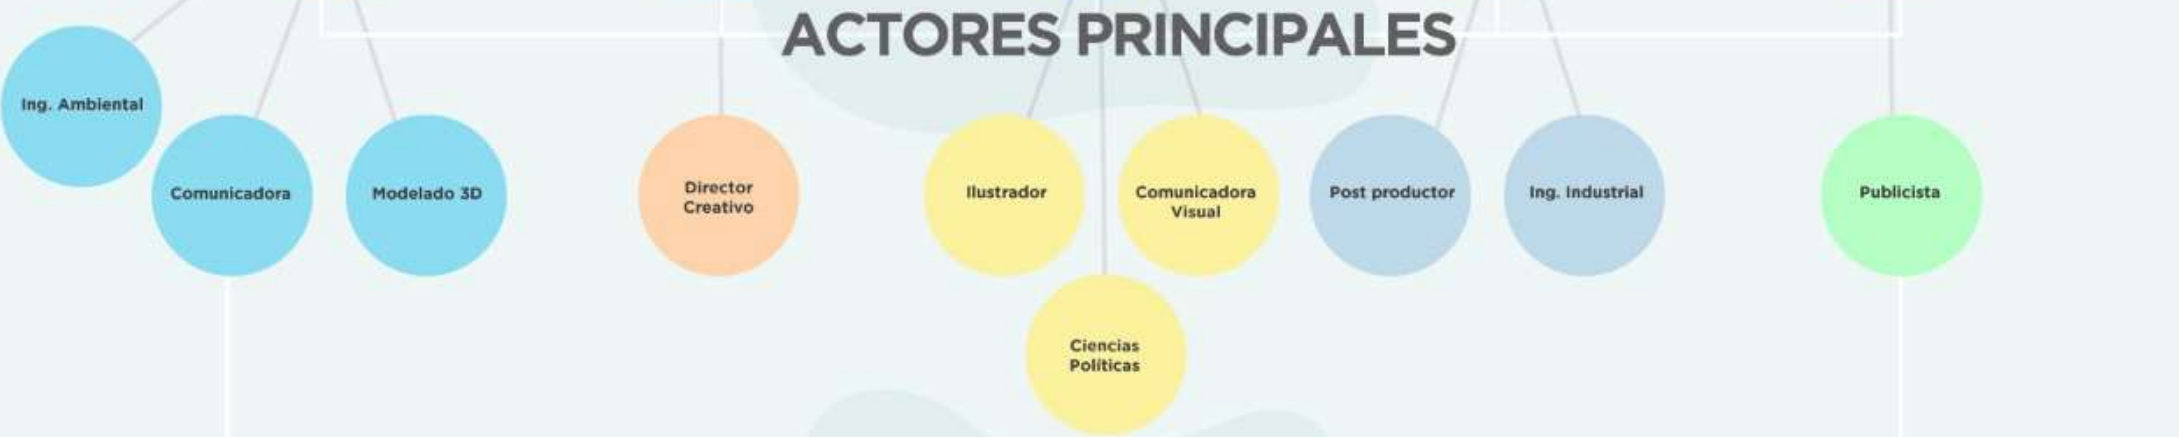 ACTORES PRINCIPALES
Ing. Ambiental
Comunicadora
Modelado 3D
Director
Creativo
Ilustrador
Comunicadora
Visual
Post productor
Ing. Industrial
Publicista
Ciencias
Políticas